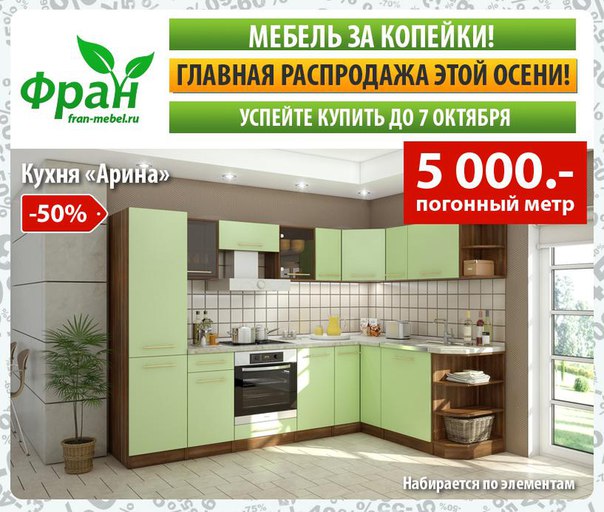 МЕБЕЛЬ ЗА КОПЕЙКИ!
ГЛАВНАЯ РАСПРОДАЖА ЭТОЙ ОСЕНИ!
УСПЕЙТЕ КУПИТЬ ДО 7 ОКТЯБРЯ
Фран
fran-mebel.ru
Кухня «Арина»
-50%
5 000.-
погонный метр
Набирается по элементам